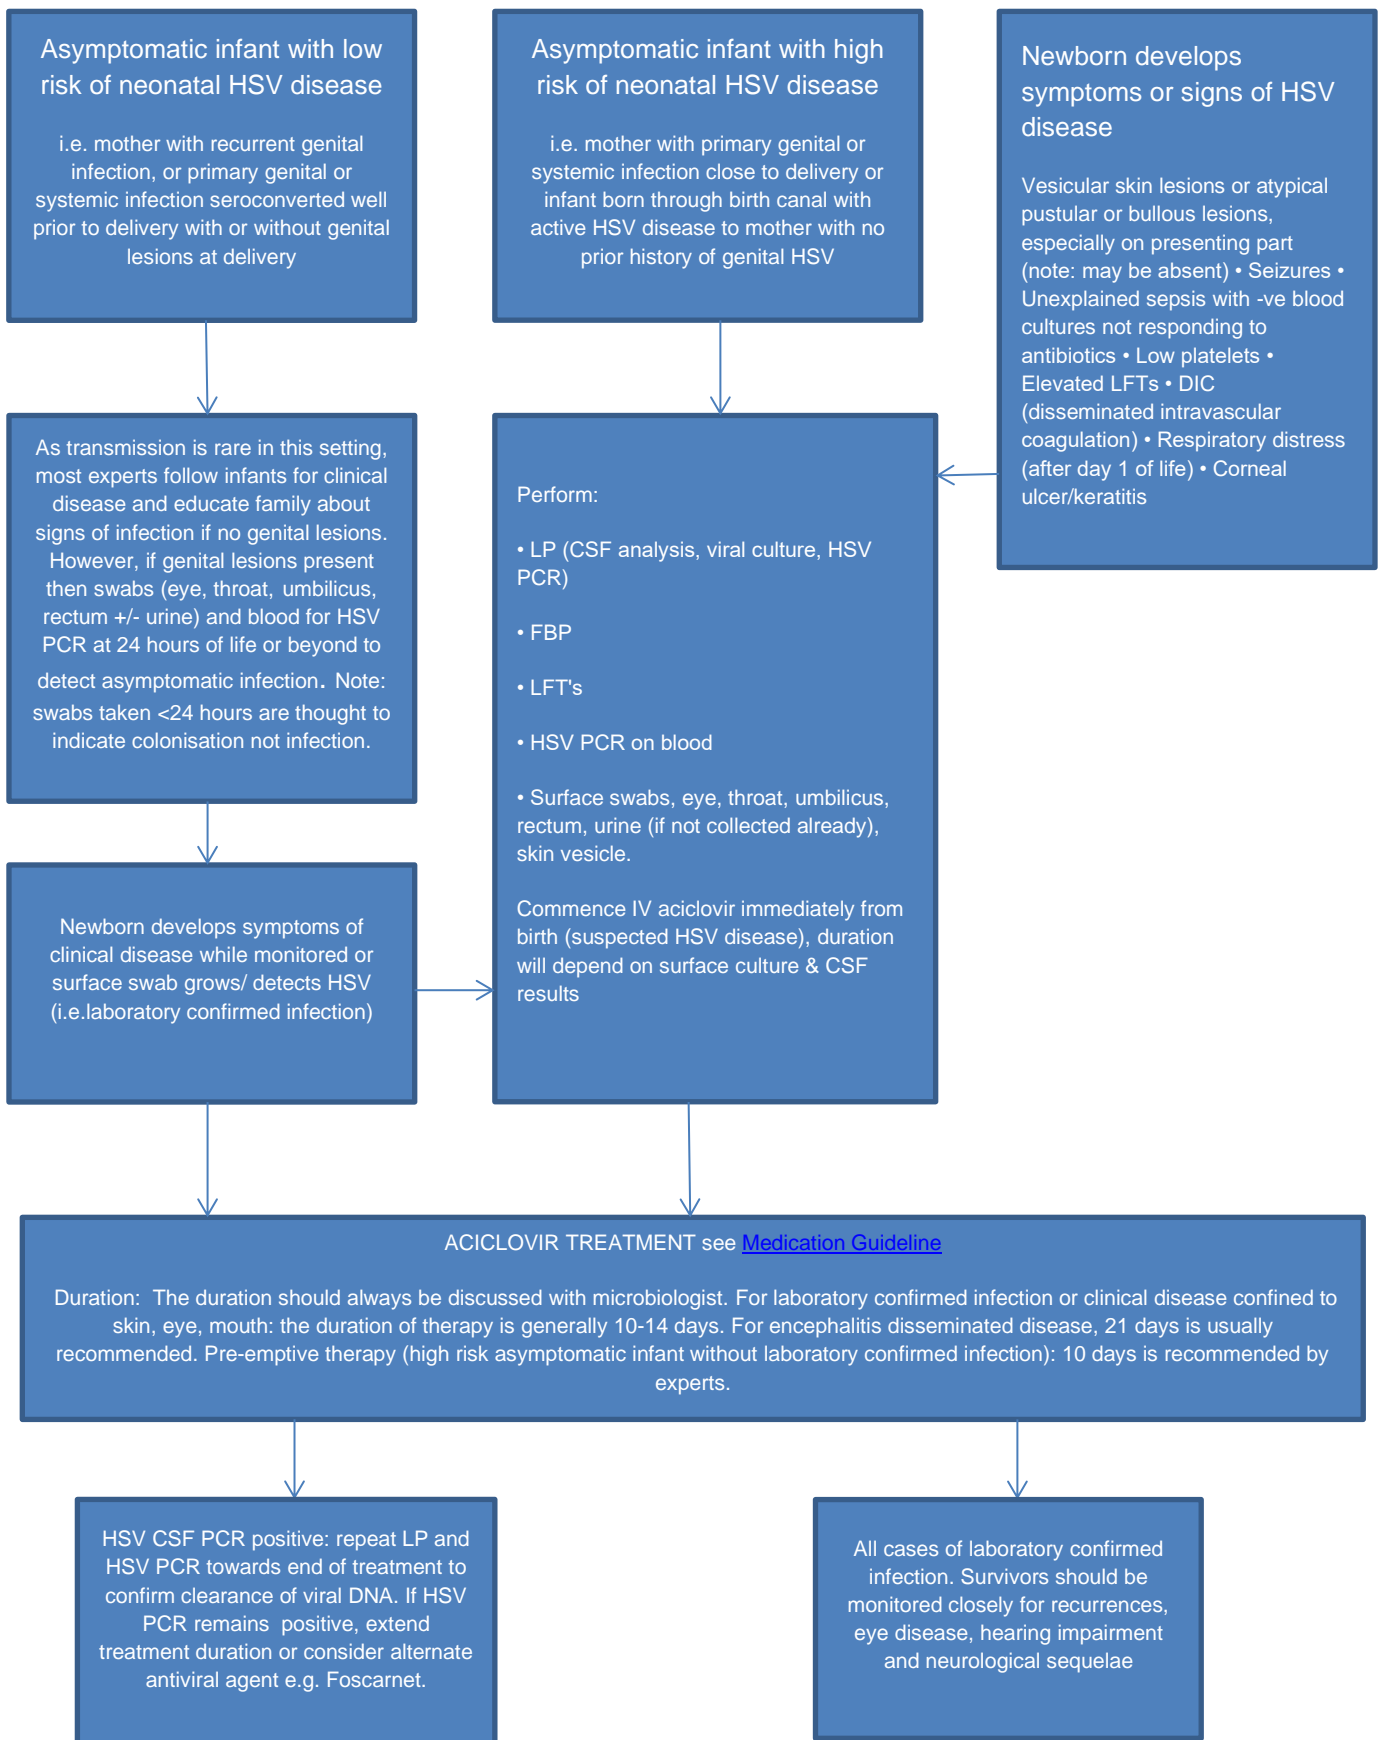 Asymptomatic infant with low
risk of neonatal HSV disease
i.e. mother with recurrent genital
infection, or primary genital or
systemic infection seroconverted well
prior to delivery with or without genital
lesions at delivery
Asymptomatic infant with high
risk of neonatal HSV disease
i.e. mother with primary genital or
systemic infection close to delivery or
infant born through birth canal with
active HSV disease to mother with no
prior history of genital HSV
Newborn develops
symptoms or signs of HSV
disease
Vesicular skin lesions or atypical
pustular or bullous lesions,
especially on presenting part
(note: may be absent) • Seizures •
Unexplained sepsis with -ve blood
cultures not responding to
antibiotics • Low platelets •
Elevated LFTs • DIC
(disseminated intravascular
coagulation) • Respiratory distress
(after day 1 of life) • Corneal
ulcer/keratitis
As transmission is rare in this setting,
most experts follow infants for clinical
disease and educate family about
signs of infection if no genital lesions.
However, if genital lesions present
then swabs (eye, throat, umbilicus,
rectum +/- urine) and blood for HSV
PCR at 24 hours of life or beyond to
detect asymptomatic infection. Note:
swabs taken <24 hours are thought to
indicate colonisation not infection.
Perform:
• LP (CSF analysis, viral culture, HSV
PCR)
• FBP
• LFT's
• HSV PCR on blood
• Surface swabs, eye, throat, umbilicus,
rectum, urine (if not collected already),
skin vesicle.
Commence IV aciclovir immediately from
birth (suspected HSV disease), duration
will depend on surface culture & CSF
results
Newborn develops symptoms of
clinical disease while monitored or
surface swab grows/ detects HSV
(i.e.laboratory confirmed infection)
ACICLOVIR TREATMENT see Medication Guideline
Duration:  The duration should always be discussed with microbiologist. For laboratory confirmed infection or clinical disease confined to
skin, eye, mouth: the duration of therapy is generally 10-14 days. For encephalitis disseminated disease, 21 days is usually
recommended. Pre-emptive therapy (high risk asymptomatic infant without laboratory confirmed infection): 10 days is recommended by
experts.
HSV CSF PCR positive: repeat LP and
HSV PCR towards end of treatment to
confirm clearance of viral DNA. If HSV
PCR remains  positive, extend
treatment duration or consider alternate
antiviral agent e.g. Foscarnet.
All cases of laboratory confirmed
infection. Survivors should be
monitored closely for recurrences,
eye disease, hearing impairment
and neurological sequelae